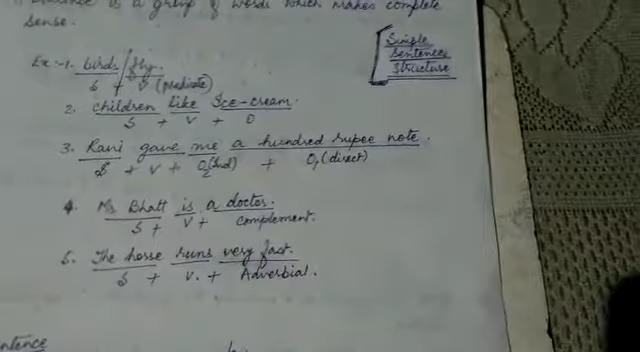 Sentence is a group of words which makes complete
sense.
[Simple
Sentences
Structure
Ex:-1. birds/fly.
S + V (predicate)
2. children like Ice-cream.
S + V + O
3. Rani gave me a hundred rupee note.
S + V + O2(Ind) + O1(direct)
4. Ms Bhatt is a doctor.
S + V + complement.
5. The horse runs very fast.
S + V. + Adverbial.
ntence